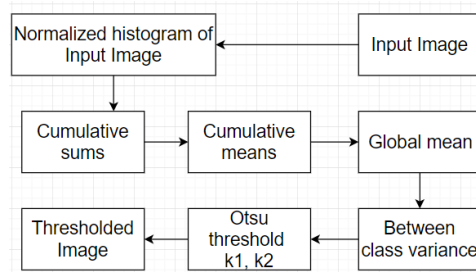 Normalized histogram of
Input Image
Input Image
Cumulative
sums
Cumulative
means
Global mean
Thresholded
Image
Otsu
threshold
k1, k2
Between
class variance